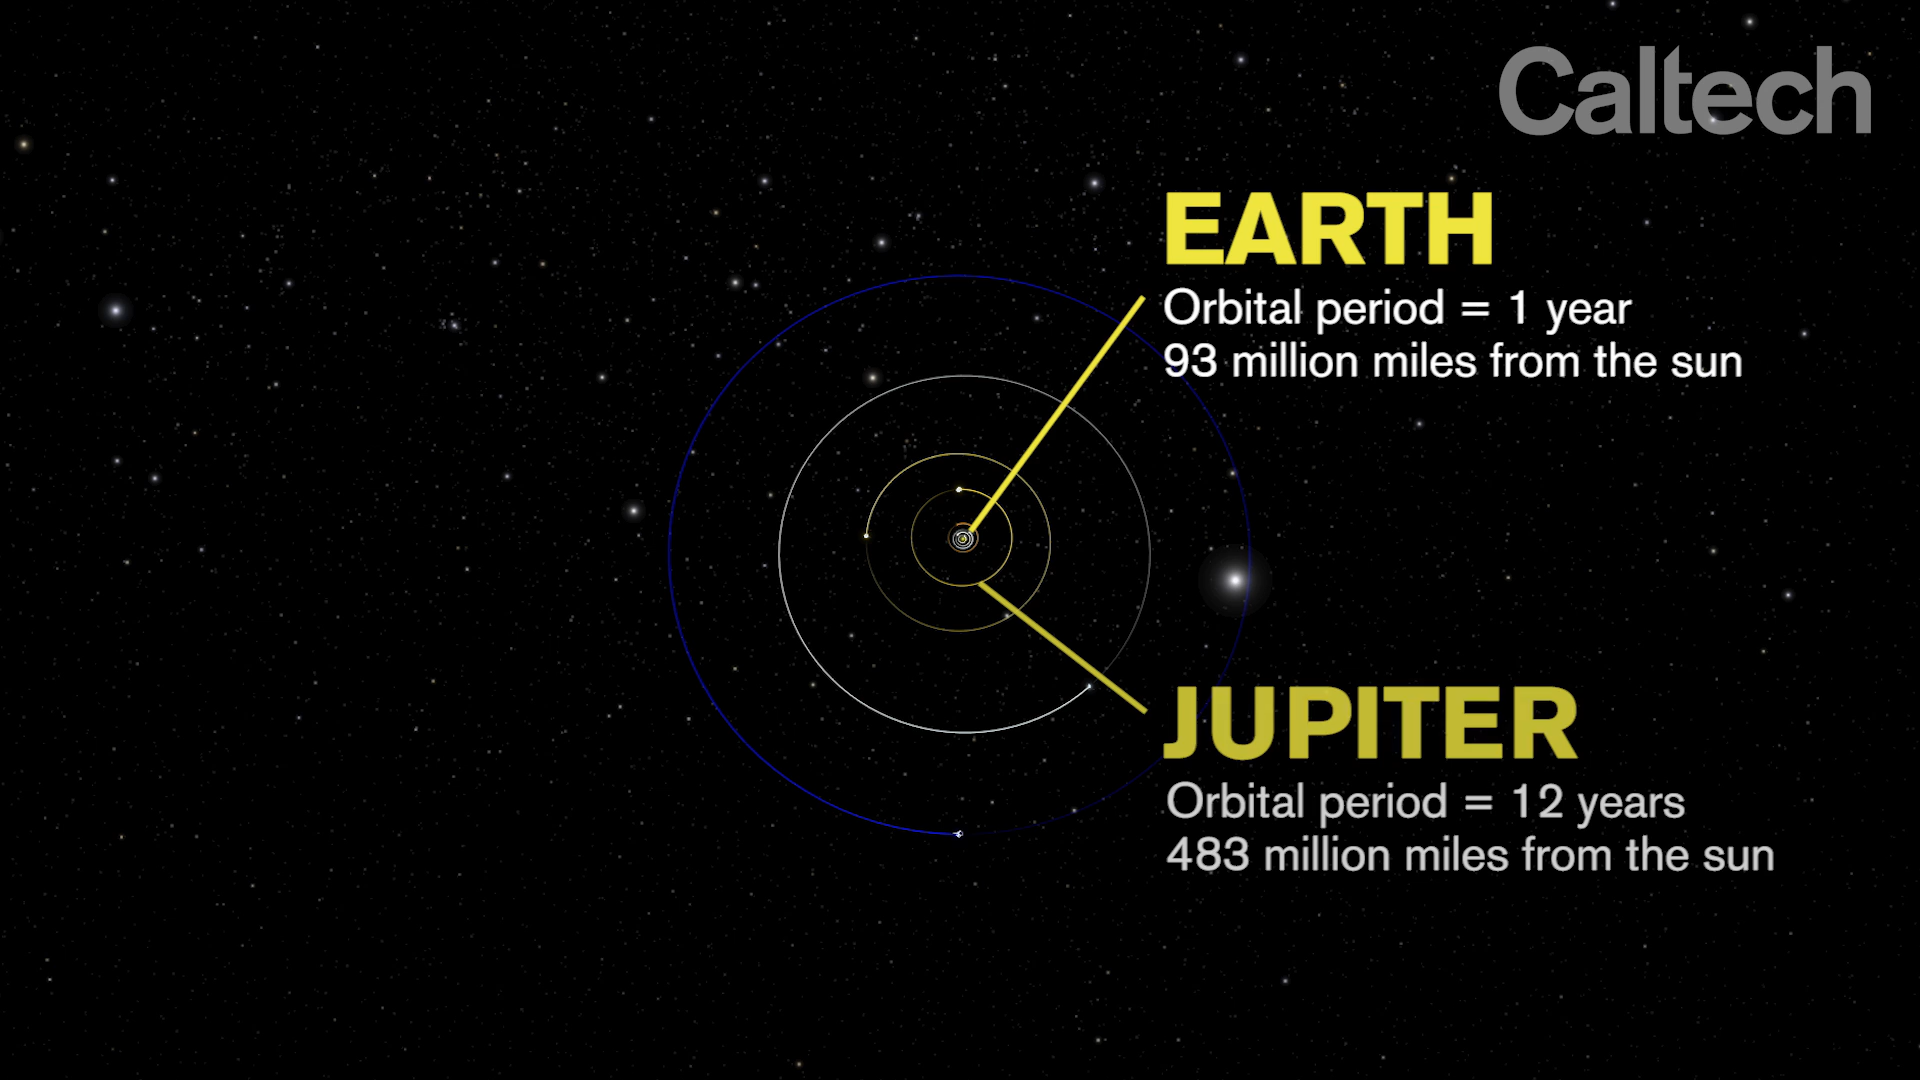 Caltech
EARTH
Orbital period = 1 year
93 million miles from the sun
JUPITER
Orbital period = 12 years
483 million miles from the sun